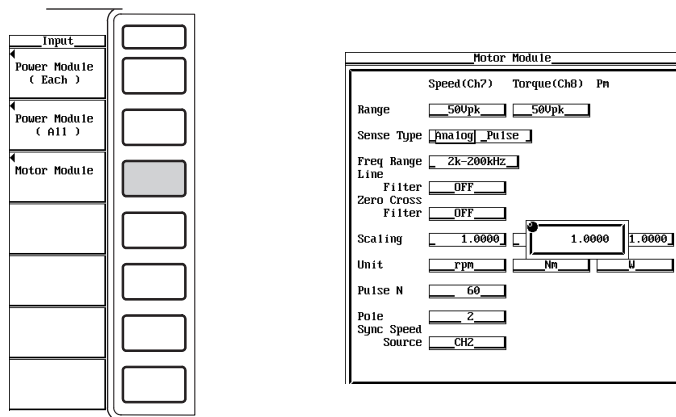 Input
Power Module
( Each )
Power Module
( All )
Motor Module
Motor Module
Speed(Ch7) Torque(Ch8) Pm
Range 50Vpk 50Vpk
Sense Type Analog Pulse
Freq Range 2k-200kHz
Line
Filter OFF
Zero Cross
Filter OFF
Scaling 1.0000 1.0000 1.0000
Unit rpm Nm W
Pulse N 60
Pole 2
Sync Speed
Source CH2